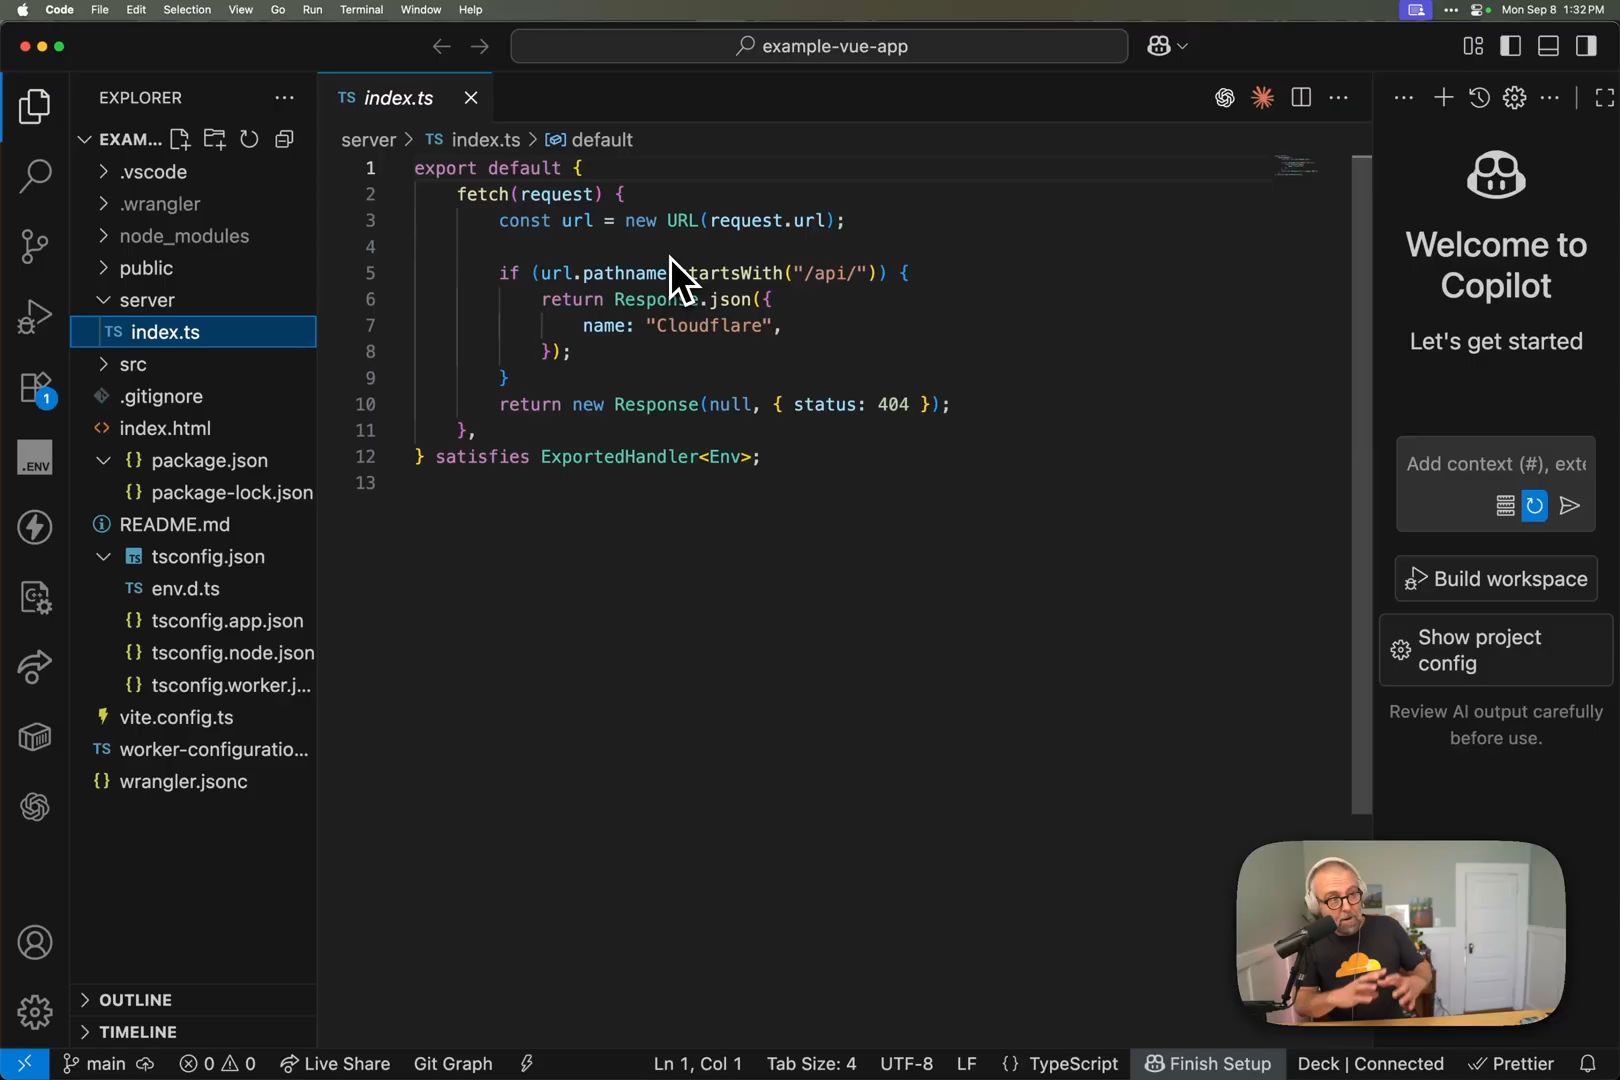 Code File Edit Selection View Go Run Terminal Window Help
Mon Sep 8 1:32 PM
example-vue-app
EXPLORER
EXAM...
.vscode
.wrangler
node_modules
public
server
TS index.ts
src
.gitignore
index.html
{} package.json
{} package-lock.json
README.md
TS tsconfig.json
TS env.d.ts
{} tsconfig.app.json
{} tsconfig.node.json
{} tsconfig.worker.j...
vite.config.ts
TS worker-configuratio...
{} wrangler.jsonc
OUTLINE
TIMELINE
.ENV
1
TS index.ts
server > TS index.ts > default
1 export default {
2 fetch(request) {
3 const url = new URL(request.url);
4
5 if (url.pathname tartsWith("/api/")) {
6 return Response.json({
7 name: "Cloudflare",
8 });
9 }
10 return new Response(null, { status: 404 });
11 },
12 } satisfies ExportedHandler<Env>;
13
Welcome to
Copilot
Let's get started
Add context (#), exte
Build workspace
Show project
config
Review AI output carefully
before use.
main 0 0 Live Share Git Graph Ln 1, Col 1 Tab Size: 4 UTF-8 LF {} TypeScript Finish Setup Deck | Connected Prettier